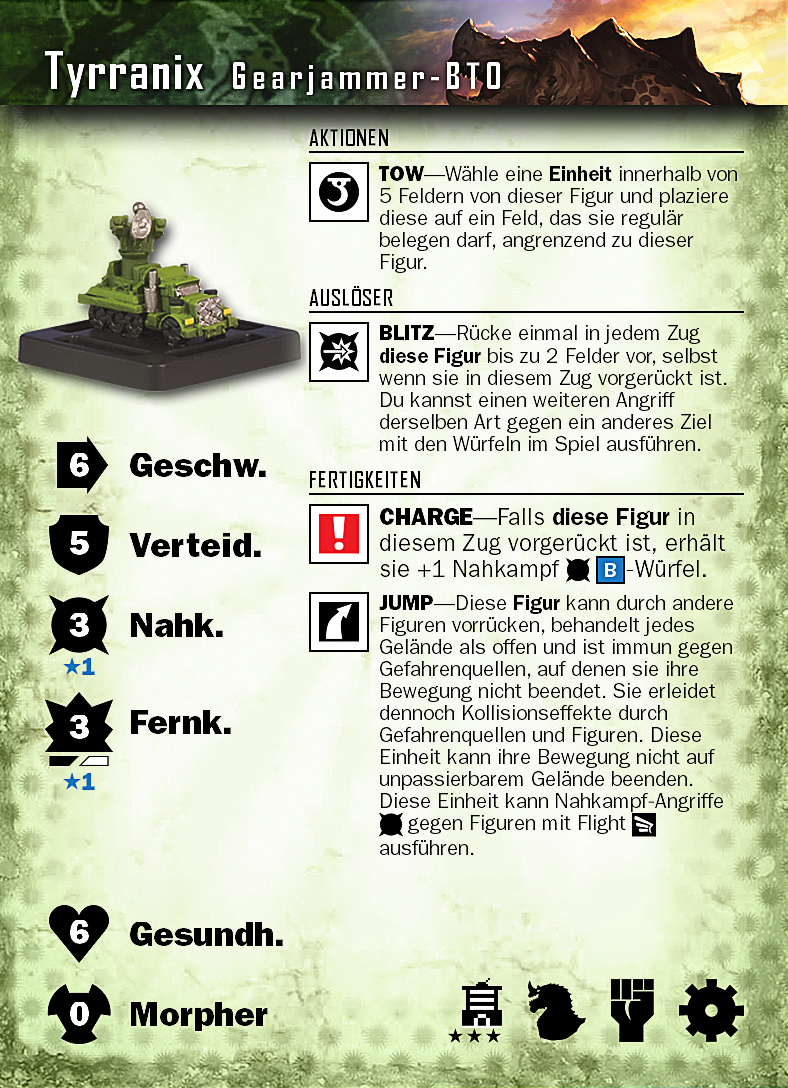 Tyrranix Gearjammer-BTO
AKTIONEN
TOW—Wähle eine Einheit innerhalb von
5 Feldern von dieser Figur und plaziere
diese auf ein Feld, das sie regulär
belegen darf, angrenzend zu dieser
Figur.
AUSLÖSER
BLITZ—Rücke einmal in jedem Zug
diese Figur bis zu 2 Felder vor, selbst
wenn sie in diesem Zug vorgerückt ist.
Du kannst einen weiteren Angriff
derselben Art gegen ein anderes Ziel
mit den Würfeln im Spiel ausführen.
FERTIGKEITEN
CHARGE—Falls diese Figur in
diesem Zug vorgerückt ist, erhält
sie +1 Nahkampf B-Würfel.
JUMP—Diese Figur kann durch andere
Figuren vorrücken, behandelt jedes
Gelände als offen und ist immun gegen
Gefahrenquellen, auf denen sie ihre
Bewegung nicht beendet. Sie erleidet
dennoch Kollisionseffekte durch
Gefahrenquellen und Figuren. Diese
Einheit kann ihre Bewegung nicht auf
unpassierbarem Gelände beenden.
Diese Einheit kann Nahkampf-Angriffe
gegen Figuren mit Flight
ausführen.
6 Geschw.
5 Verteid.
3 Nahk.
★1
3 Fernk.
★1
6 Gesundh.
0 Morpher